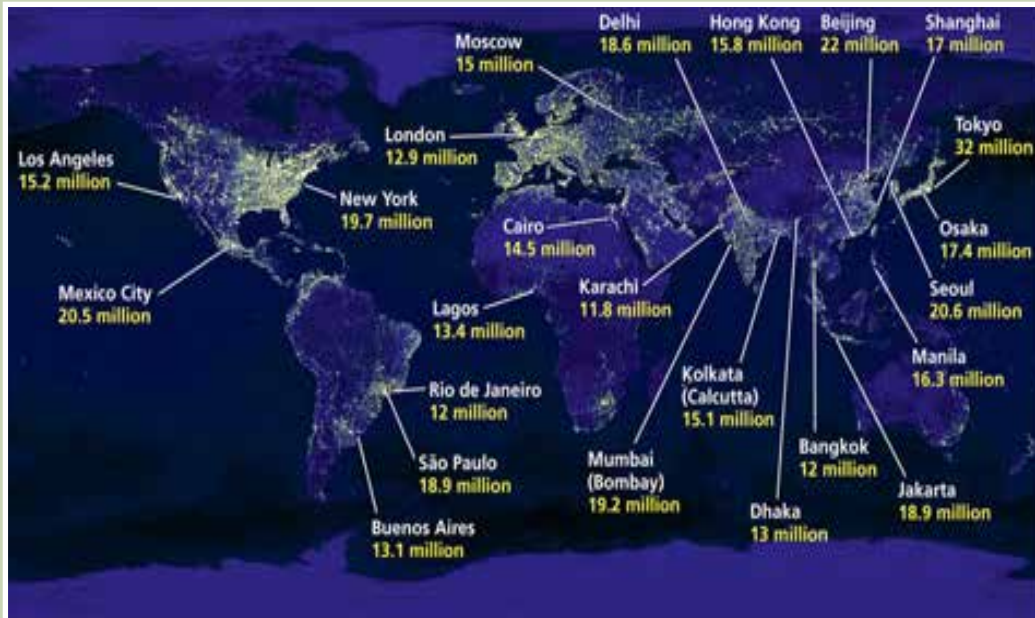 Delhi
18.6 million
Hong Kong
15.8 million
Beijing
22 million
Shanghai
17 million
Moscow
15 million
Tokyo
32 million
London
12.9 million
Los Angeles
15.2 million
New York
19.7 million
Cairo
14.5 million
Osaka
17.4 million
Karachi
11.8 million
Seoul
20.6 million
Mexico City
20.5 million
Lagos
13.4 million
Manila
16.3 million
Kolkata
(Calcutta)
15.1 million
Rio de Janeiro
12 million
Bangkok
12 million
Mumbai
(Bombay)
19.2 million
São Paulo
18.9 million
Jakarta
18.9 million
Dhaka
13 million
Buenos Aires
13.1 million